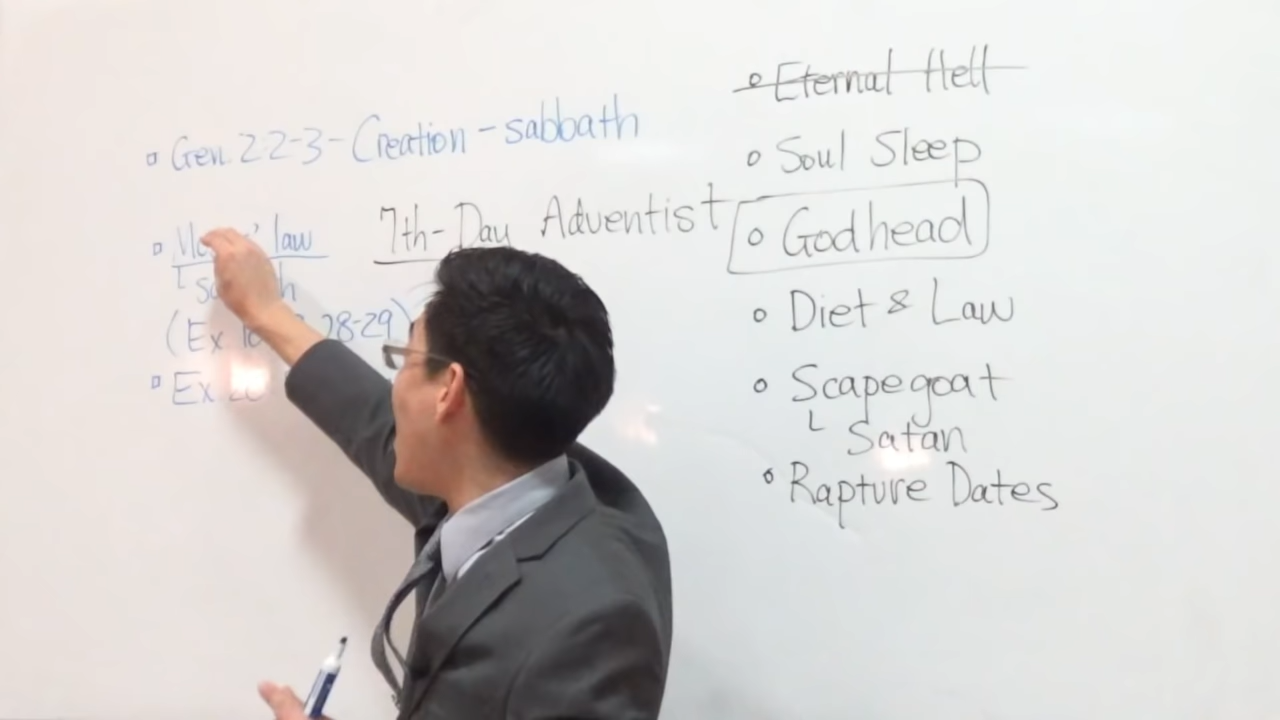 ▫ Gen. 2:2-3 - Creation - sabbath
▫ law
(Ex 28-29)
▫ Ex
7th-Day Adventist
∘ Eternal Hell
∘ Soul Sleep
∘ Godhead
∘ Diet & Law
∘ Scapegoat
└ Satan
∘ Rapture Dates